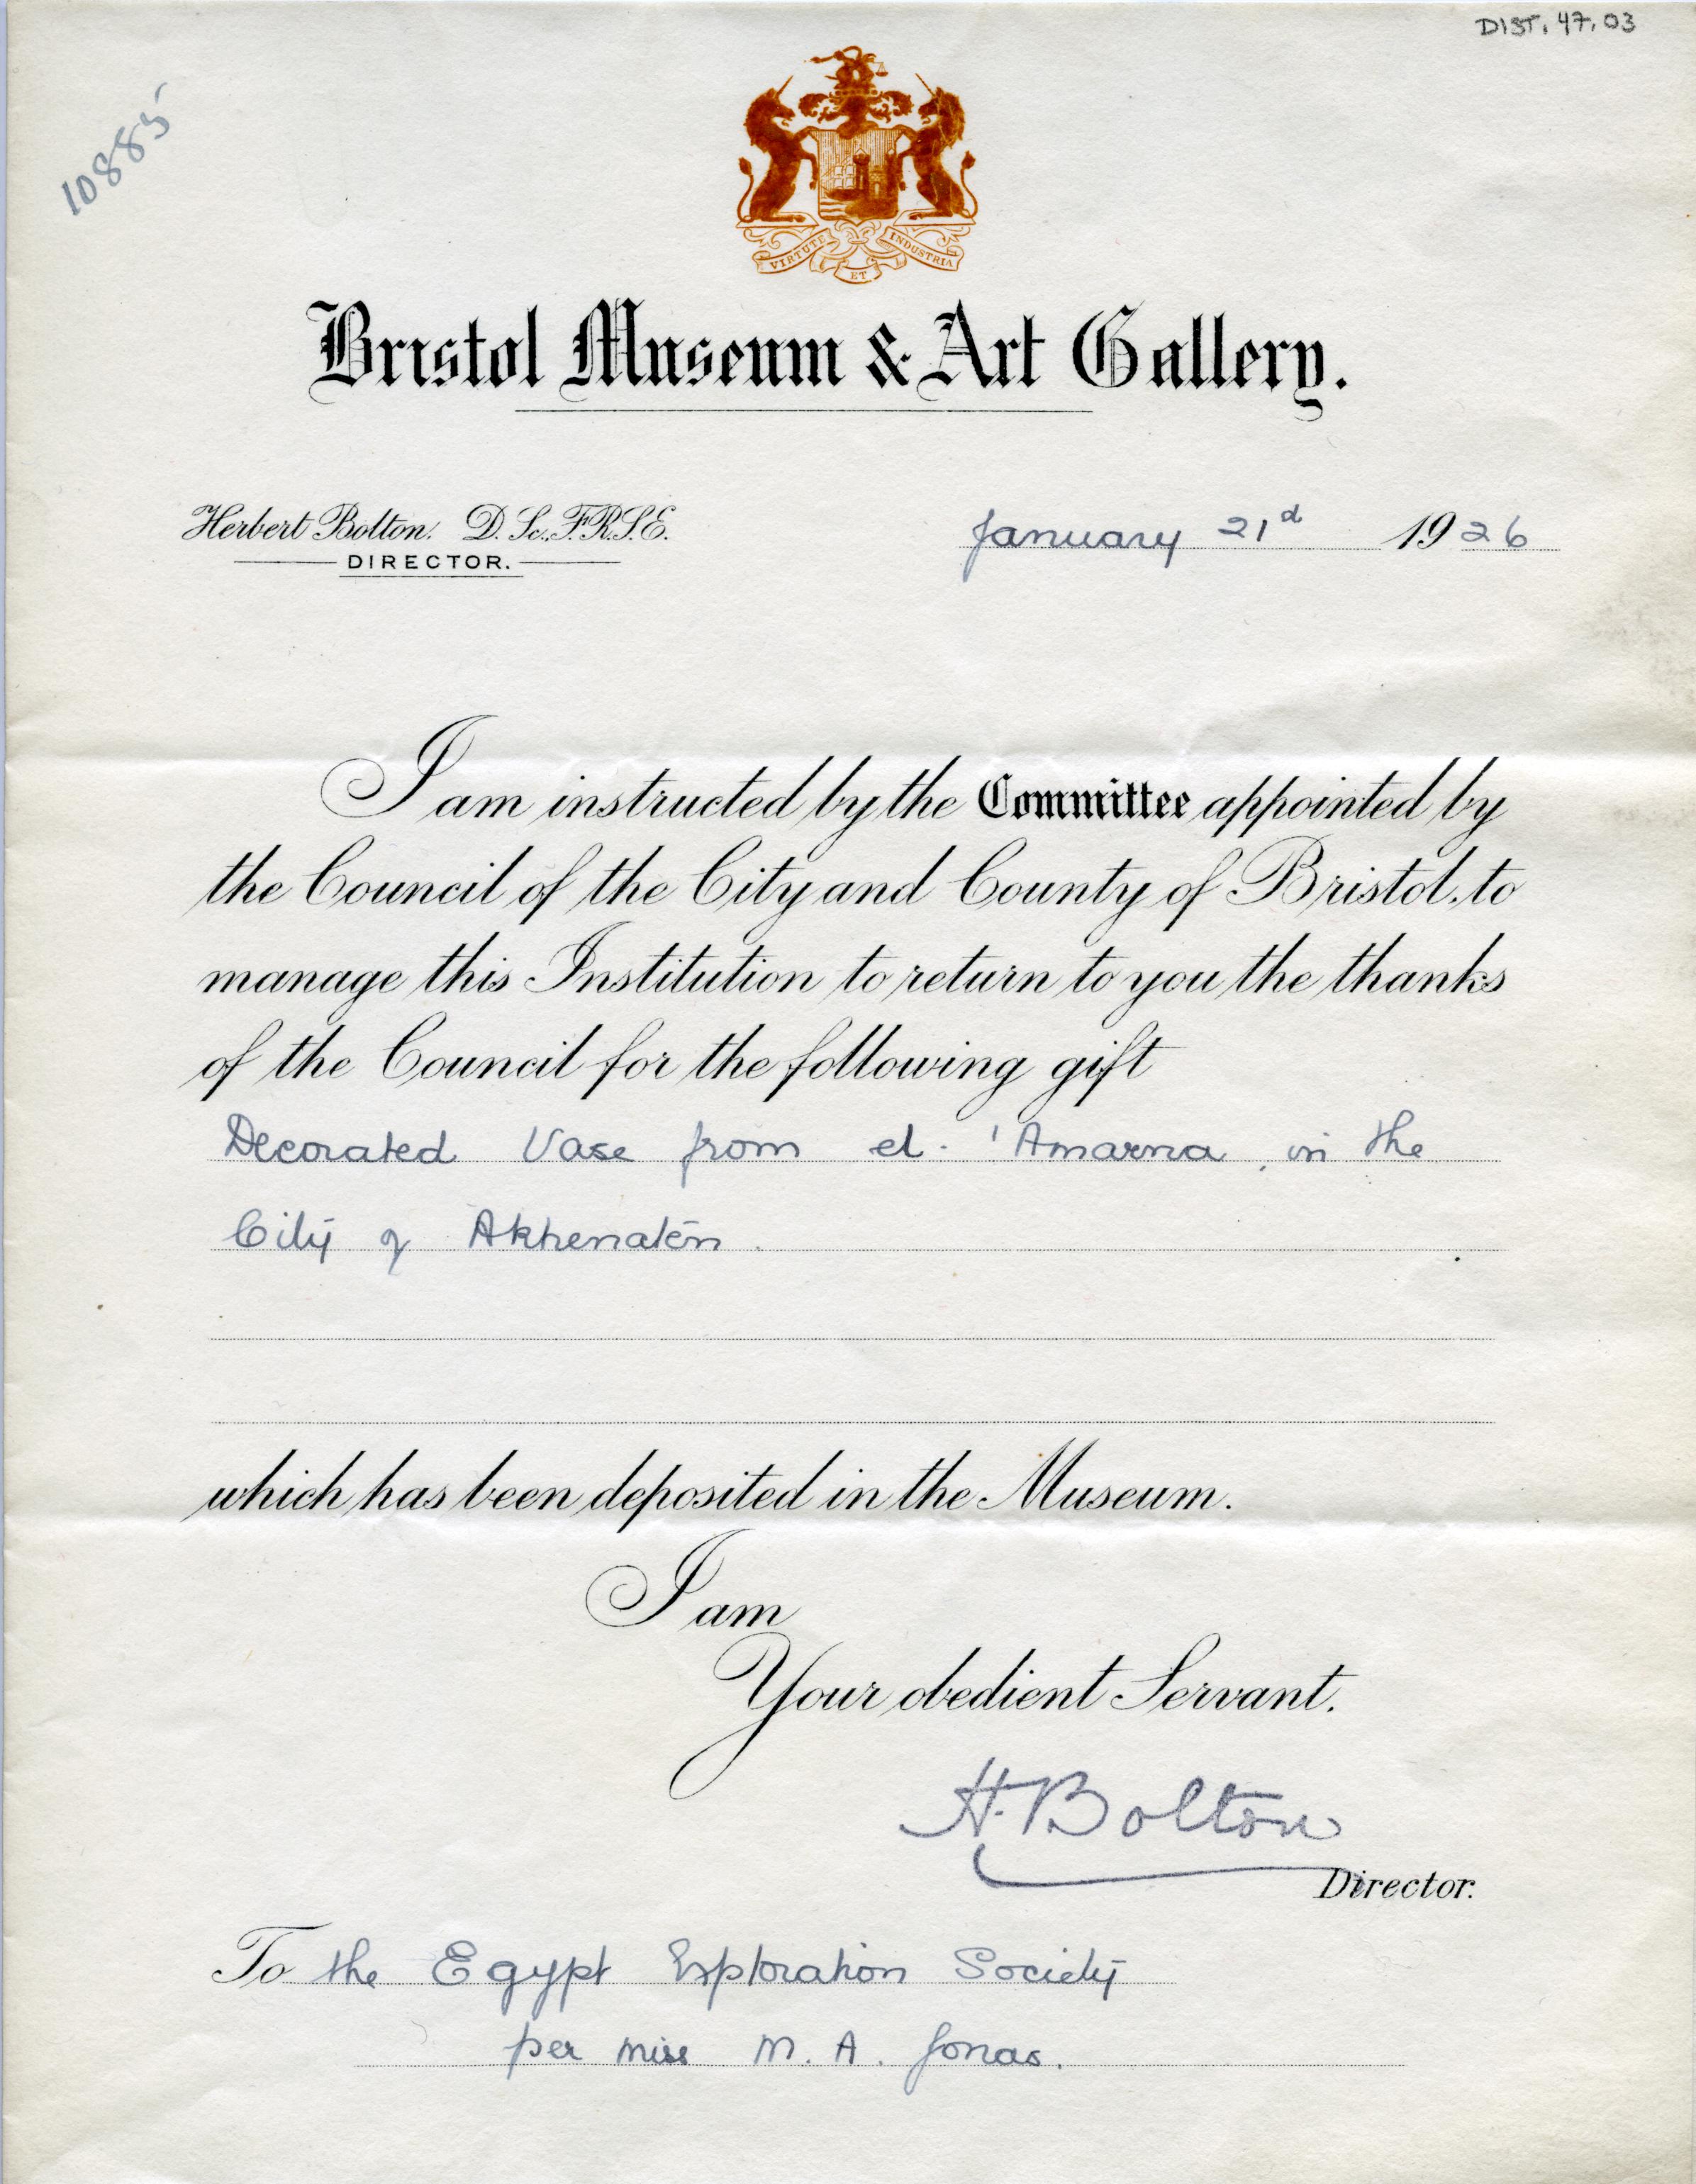 DIST. 47.03
10885
VIRTUTE ET INDUSTRIA
Bristol Museum & Art Gallery.
Herbert Bolton. D. Sc., F.R.S.E.
DIRECTOR.
January 21d 1926
I am instructed by the Committee appointed by
the Council of the City and County of Bristol, to
manage this Institution to return to you the thanks
of the Council for the following gift
Decorated Vase from el-'Amarna, in the
City of Akhenaten.
which has been deposited in the Museum.
I am
Your obedient Servant.
H. Bolton
Director.
To the Egypt Exploration Society
per Miss M. A. Jonas.